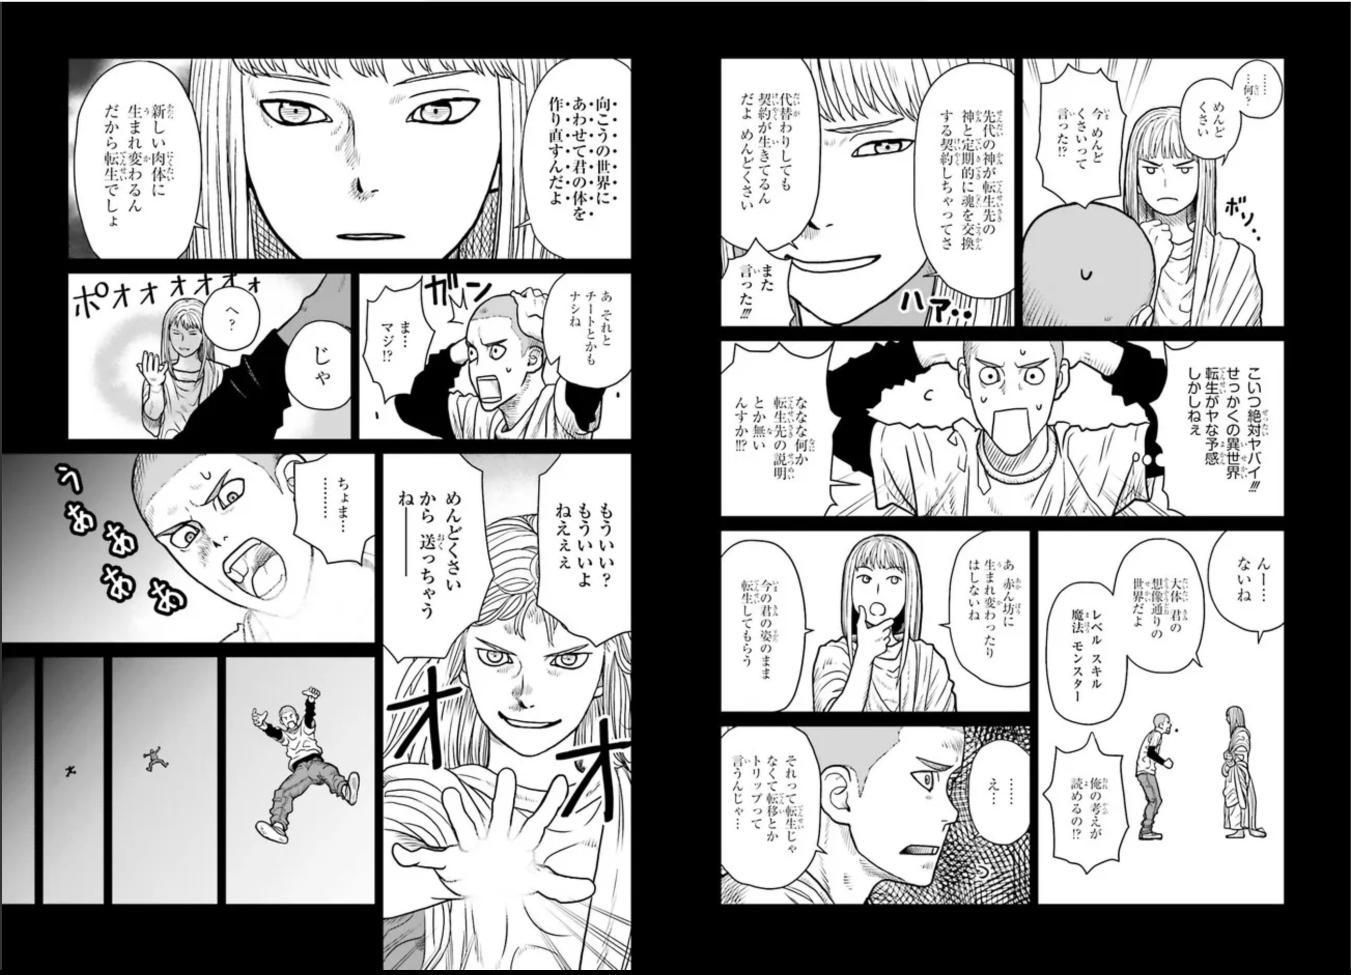 ……何?
めんど
くさい
ボソ‥
今 めんど
くさいって
言った!?
先代の神が転生先の
神と定期的に魂を交換
する契約しちゃってさ
代替わりしても
契約が生きてるん
だよ めんどくさい
ハァ‥
また
言った!!!
こいつ絶対ヤバイ!!!
せっかくの異世界
転生がヤな予感
しかしねぇ
ななな何か
転生先の説明
とか無い
んすか!!?
んー…
ないね
大体 君の
想像通りの
世界だよ
レベル スキル
魔法 モンスター
俺の考えが
読めるの!?
あ 赤ん坊に
生まれ変わったり
はしないね
今の君の姿のまま
転生してもらう
……
え…
それって転生じゃ
なくて転移とか
トリップって
言うんじゃ…
向こうの世界に
あわせて君の体を
作り直すんだよ
新しい肉体に
生まれ変わるん
だから転生でしょ
あ それと
チートとかも
ナシね
ガン
ま…
マジ!?
じゃ
へ?
ポォォォォォォ
もういい?
もういいよ
ねえぇぇ
めんどくさい
から 送っちゃう
ね――
オ
オ
ちょま…
………
うぁぁぁぁ